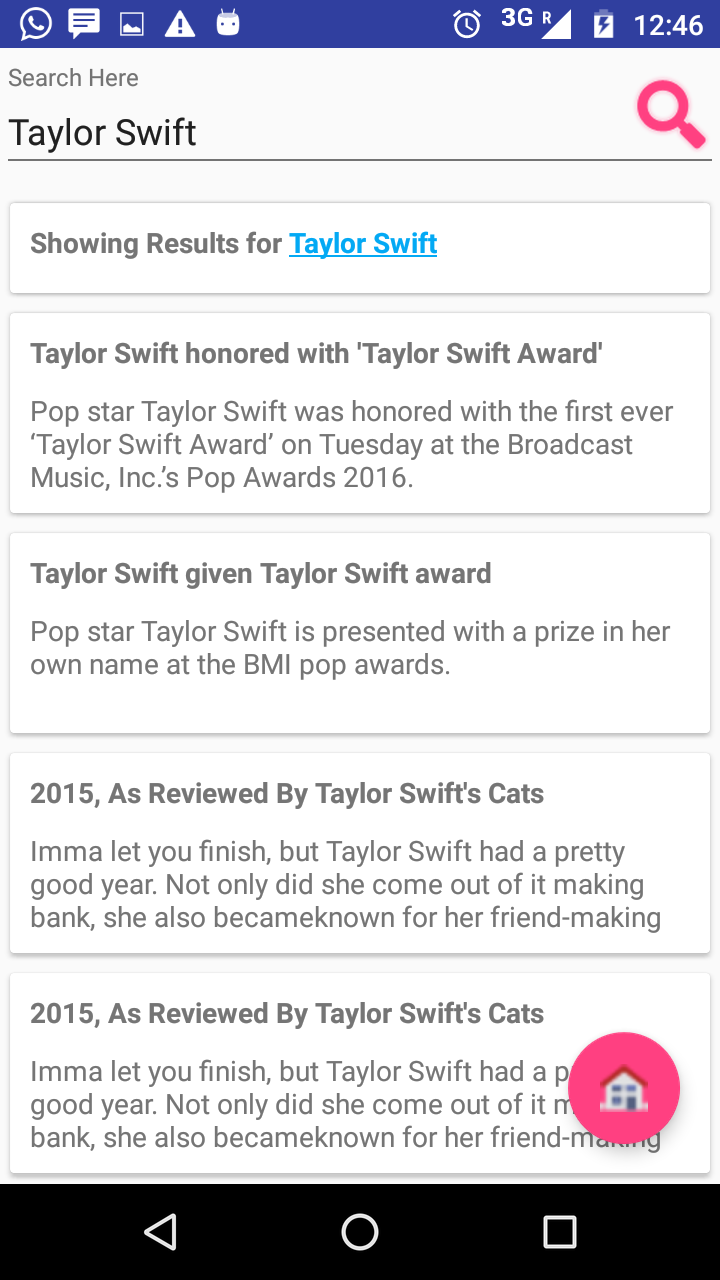 3G R 12:46
Search Here
Taylor Swift
Showing Results for Taylor Swift
Taylor Swift honored with 'Taylor Swift Award'
Pop star Taylor Swift was honored with the first ever
‘Taylor Swift Award’ on Tuesday at the Broadcast
Music, Inc.’s Pop Awards 2016.
Taylor Swift given Taylor Swift award
Pop star Taylor Swift is presented with a prize in her
own name at the BMI pop awards.
2015, As Reviewed By Taylor Swift's Cats
Imma let you finish, but Taylor Swift had a pretty
good year. Not only did she come out of it making
bank, she also becameknown for her friend-making
2015, As Reviewed By Taylor Swift's Cats
Imma let you finish, but Taylor Swift had a p
good year. Not only did she come out of it m
bank, she also becameknown for her friend-making